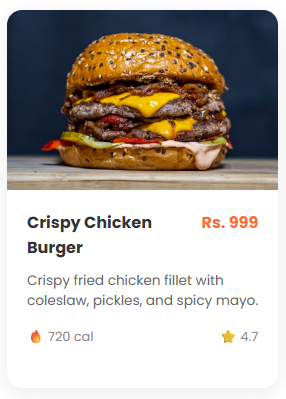 Crispy Chicken Rs. 999
Burger
Crispy fried chicken fillet with
coleslaw, pickles, and spicy mayo.
🔥 720 cal ⭐ 4.7